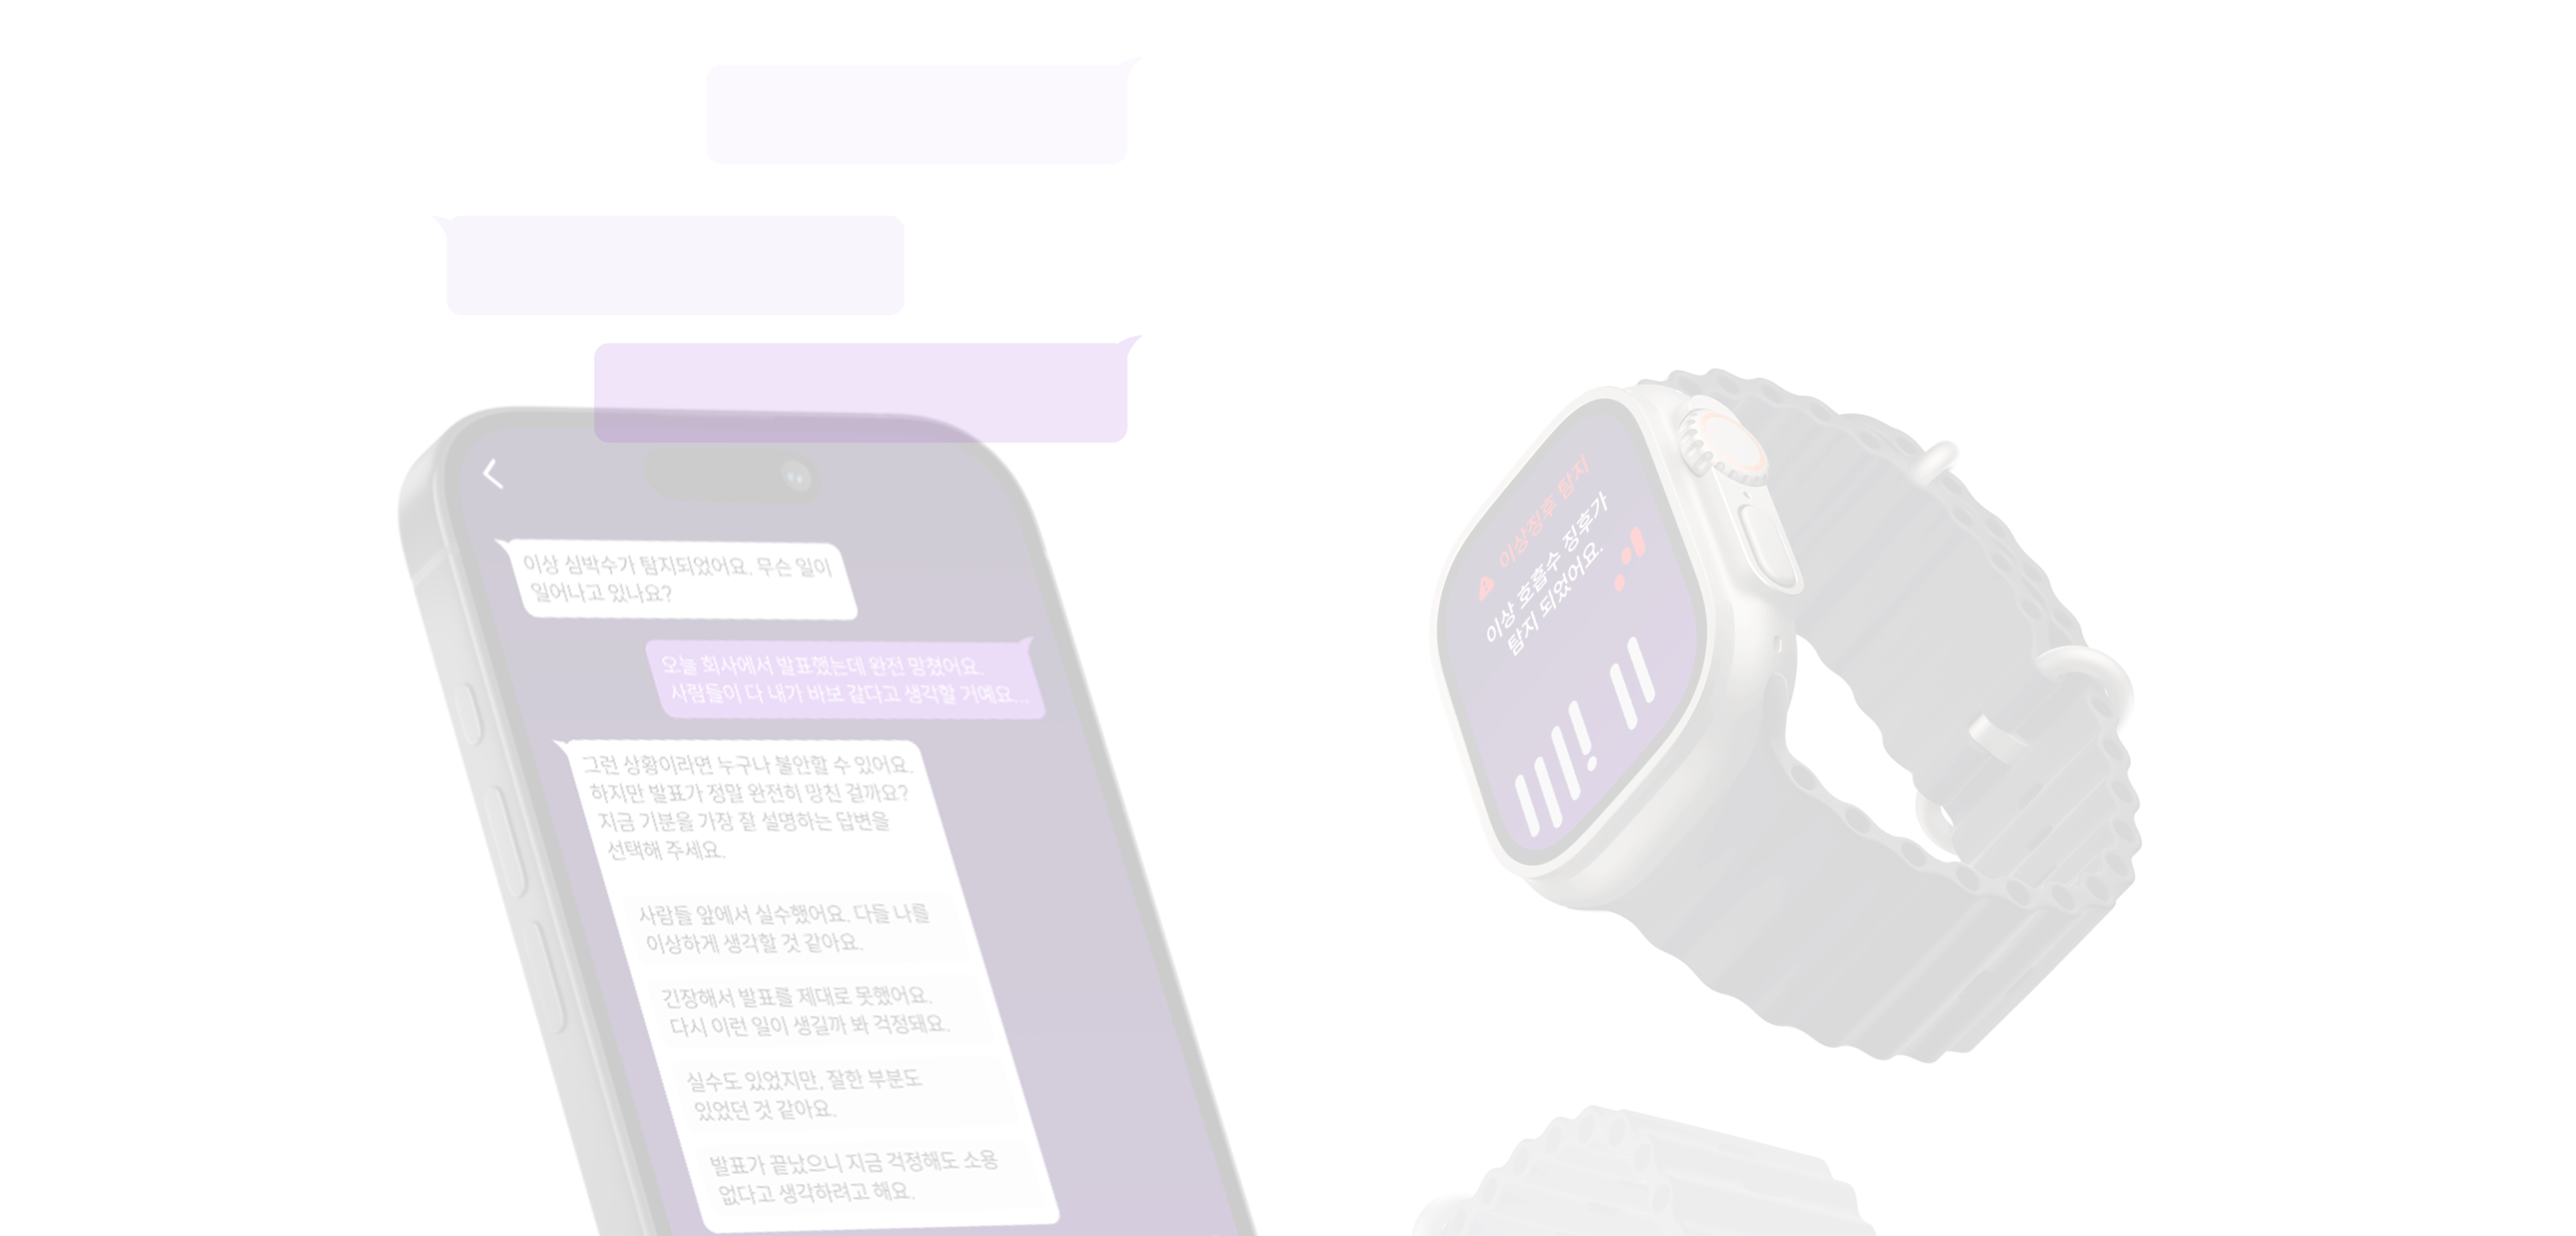 이상 심박수가 탐지되었어요. 무슨 일이
일어나고 있나요?
오늘 회사에서 발표했는데 완전 망쳤어요.
사람들이 다 내가 바보 같다고 생각할 거예요...
그런 상황이라면 누구나 불안할 수 있어요.
하지만 발표가 정말 완전히 망친 걸까요?
지금 기분을 가장 잘 설명하는 답변을
선택해 주세요.
사람들 앞에서 실수했어요. 다들 나를
이상하게 생각할 것 같아요.
긴장해서 발표를 제대로 못했어요.
다시 이런 일이 생길까 봐 걱정돼요.
실수도 있었지만, 잘한 부분도
있었던 것 같아요.
발표가 끝났으니 지금 걱정해도 소용
없다고 생각하려고 해요.
이상징후 탐지
이상 호흡수 징후가
탐지 되었어요.